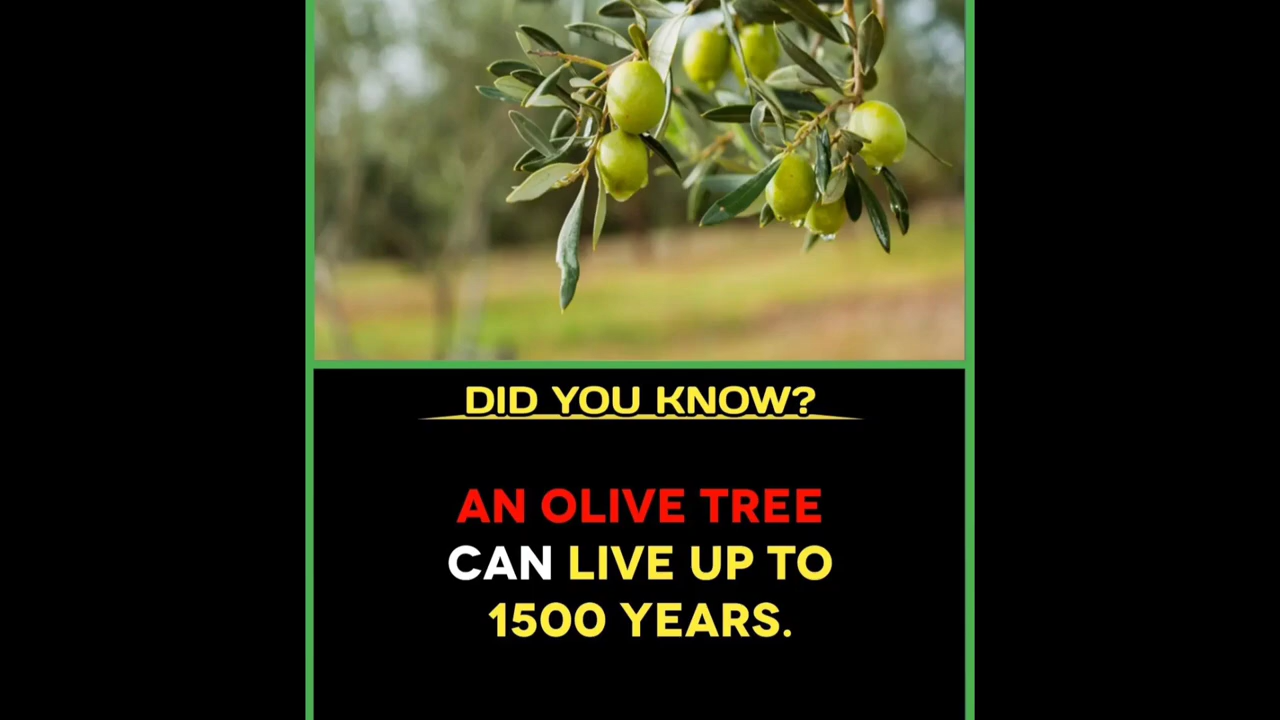 DID YOU KNOW?
AN OLIVE TREE
CAN LIVE UP TO
1500 YEARS.